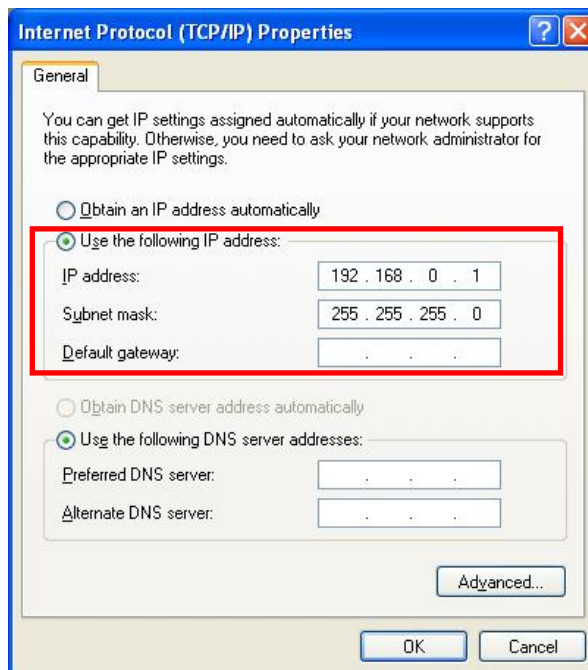 Internet Protocol (TCP/IP) Properties
General
You can get IP settings assigned automatically if your network supports
this capability. Otherwise, you need to ask your network administrator for
the appropriate IP settings.
Obtain an IP address automatically
Use the following IP address:
IP address: 192 . 168 . 0 . 1
Subnet mask: 255 . 255 . 255 . 0
Default gateway: . . .
Obtain DNS server address automatically
Use the following DNS server addresses:
Preferred DNS server: . . .
Alternate DNS server: . . .
Advanced...
OK Cancel